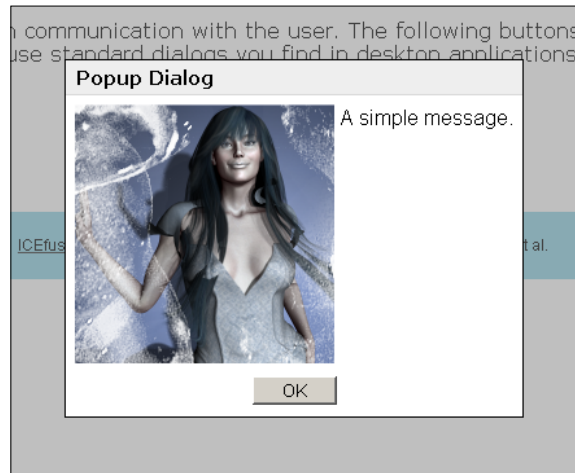 n communication with the user. The following buttons
use standard dialogs you find in desktop applications
Popup Dialog
A simple message.
ICEfus
t al.
OK